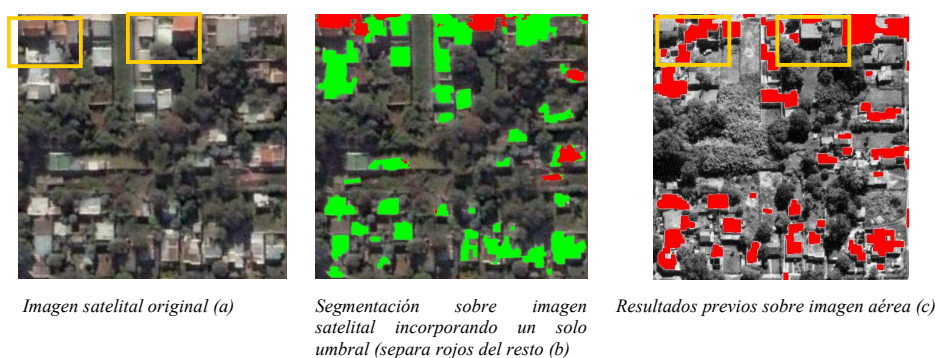 Imagen satelital original (a)
Segmentación sobre imagen
satelital incorporando un solo
umbral (separa rojos del resto (b)
Resultados previos sobre imagen aérea (c)